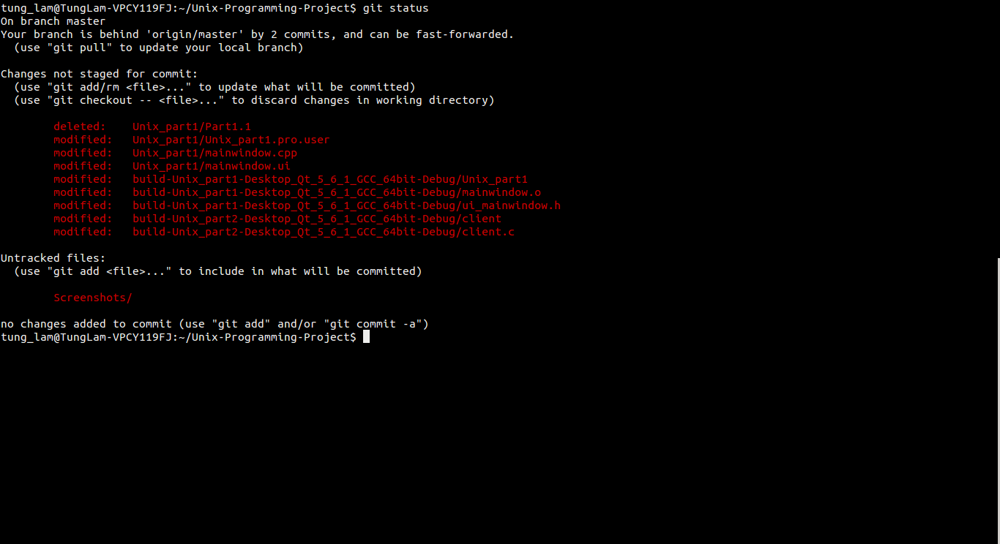 tung_lam@TungLam-VPCY119FJ:~/Unix-Programming-Project$ git status
On branch master
Your branch is behind 'origin/master' by 2 commits, and can be fast-forwarded.
  (use "git pull" to update your local branch)

Changes not staged for commit:
  (use "git add/rm <file>..." to update what will be committed)
  (use "git checkout -- <file>..." to discard changes in working directory)

        deleted:    Unix_part1/Part1.1
        modified:   Unix_part1/Unix_part1.pro.user
        modified:   Unix_part1/mainwindow.cpp
        modified:   Unix_part1/mainwindow.ui
        modified:   build-Unix_part1-Desktop_Qt_5_6_1_GCC_64bit-Debug/Unix_part1
        modified:   build-Unix_part1-Desktop_Qt_5_6_1_GCC_64bit-Debug/mainwindow.o
        modified:   build-Unix_part1-Desktop_Qt_5_6_1_GCC_64bit-Debug/ui_mainwindow.h
        modified:   build-Unix_part2-Desktop_Qt_5_6_1_GCC_64bit-Debug/client
        modified:   build-Unix_part2-Desktop_Qt_5_6_1_GCC_64bit-Debug/client.c

Untracked files:
  (use "git add <file>..." to include in what will be committed)

        Screenshots/

no changes added to commit (use "git add" and/or "git commit -a")
tung_lam@TungLam-VPCY119FJ:~/Unix-Programming-Project$